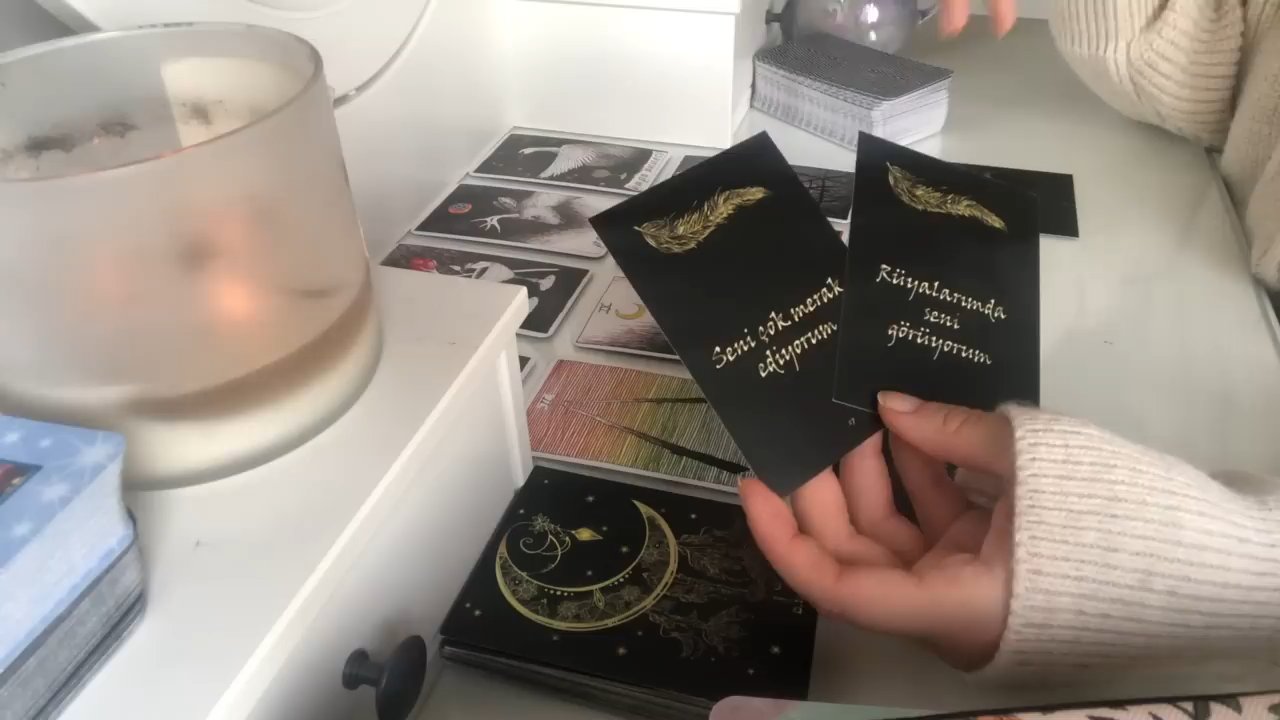 Seni çok merak
ediyorum
Rüyalarımda
seni
görüyorum